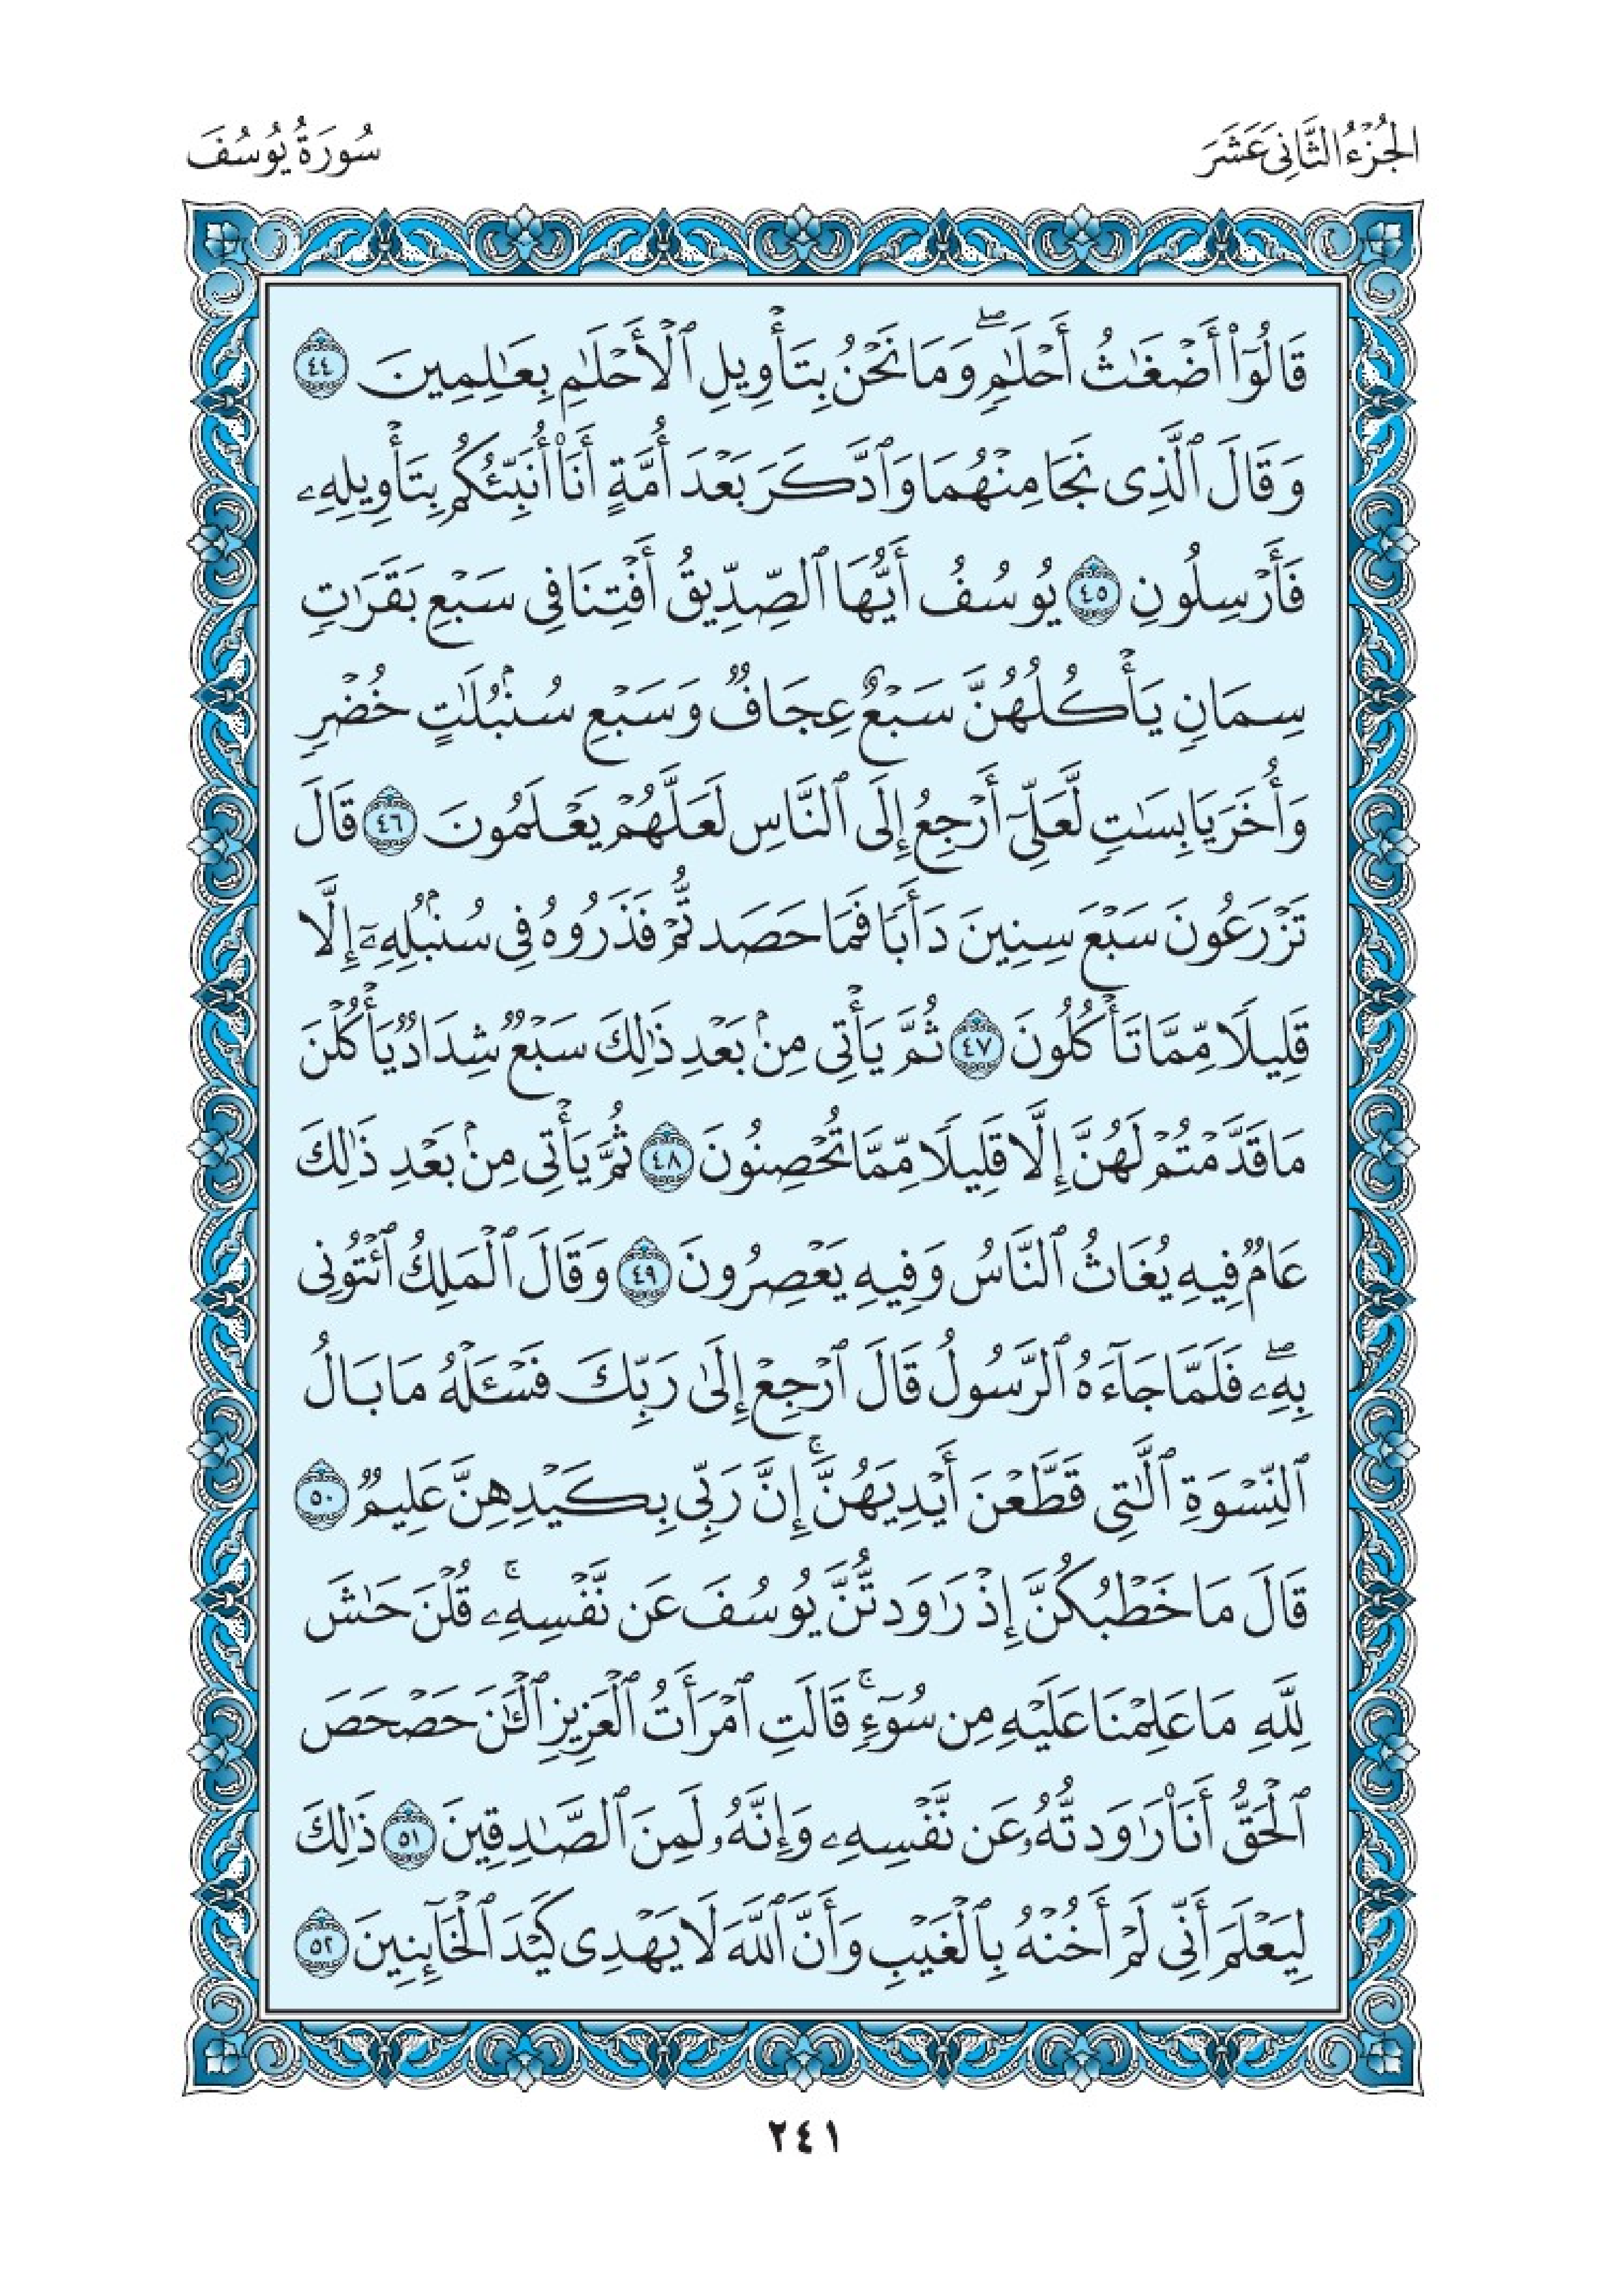 الجُزْءُ الثَّانِي عَشَرَ
سُورَةُ يُوسُفَ
قَالُوٓا۟ أَضْغَٰثُ أَحْلَٰمٍ ۖ وَمَا نَحْنُ بِتَأْوِيلِ ٱلْأَحْلَٰمِ بِعَٰلِمِينَ ٤٤
وَقَالَ ٱلَّذِى نَجَا مِنْهُمَا وَٱدَّكَرَ بَعْدَ أُمَّةٍ أَنَا۠ أُنَبِّئُكُم بِتَأْوِيلِهِۦ
فَأَرْسِلُونِ ٤٥ يُوسُفُ أَيُّهَا ٱلصِّدِّيقُ أَفْتِنَا فِى سَبْعِ بَقَرَٰتٍ
سِمَانٍ يَأْكُلُهُنَّ سَبْعٌ عِجَافٌ وَسَبْعِ سُنۢبُلَٰتٍ خُضْرٍ
وَأُخَرَ يَابِسَٰتٍ لَّعَلِّىٓ أَرْجِعُ إِلَى ٱلنَّاسِ لَعَلَّهُمْ يَعْلَمُونَ ٤٦ قَالَ
تَزْرَعُونَ سَبْعَ سِنِينَ دَأَبًا فَمَا حَصَدتُّمْ فَذَرُوهُ فِى سُنۢبُلِهِۦٓ إِلَّا
قَلِيلًا مِّمَّا تَأْكُلُونَ ٤٧ ثُمَّ يَأْتِى مِنۢ بَعْدِ ذَٰلِكَ سَبْعٌ شِدَادٌ يَأْكُلْنَ
مَا قَدَّمْتُمْ لَهُنَّ إِلَّا قَلِيلًا مِّمَّا تُحْصِنُونَ ٤٨ ثُمَّ يَأْتِى مِنۢ بَعْدِ ذَٰلِكَ
عَامٌ فِيهِ يُغَاثُ ٱلنَّاسُ وَفِيهِ يَعْصِرُونَ ٤٩ وَقَالَ ٱلْمَلِكُ ٱئْتُونِى
بِهِۦ ۖ فَلَمَّا جَآءَهُ ٱلرَّسُولُ قَالَ ٱرْجِعْ إِلَىٰ رَبِّكَ فَسْـَٔلْهُ مَا بَالُ
ٱلنِّسْوَةِ ٱلَّٰتِى قَطَّعْنَ أَيْدِيَهُنَّ ۚ إِنَّ رَبِّى بِكَيْدِهِنَّ عَلِيمٌ ٥٠
قَالَ مَا خَطْبُكُنَّ إِذْ رَٰوَدتُّنَّ يُوسُفَ عَن نَّفْسِهِۦ ۚ قُلْنَ حَٰشَ
لِلَّهِ مَا عَلِمْنَا عَلَيْهِ مِن سُوٓءٍ ۚ قَالَتِ ٱمْرَأَتُ ٱلْعَزِيزِ ٱلْـَٰٔنَ حَصْحَصَ
ٱلْحَقُّ أَنَا۠ رَٰوَدتُّهُۥ عَن نَّفْسِهِۦ وَإِنَّهُۥ لَمِنَ ٱلصَّٰدِقِينَ ٥١ ذَٰلِكَ
لِيَعْلَمَ أَنِّى لَمْ أَخُنْهُ بِٱلْغَيْبِ وَأَنَّ ٱللَّهَ لَا يَهْدِى كَيْدَ ٱلْخَآئِنِينَ ٥٢
٢٤١